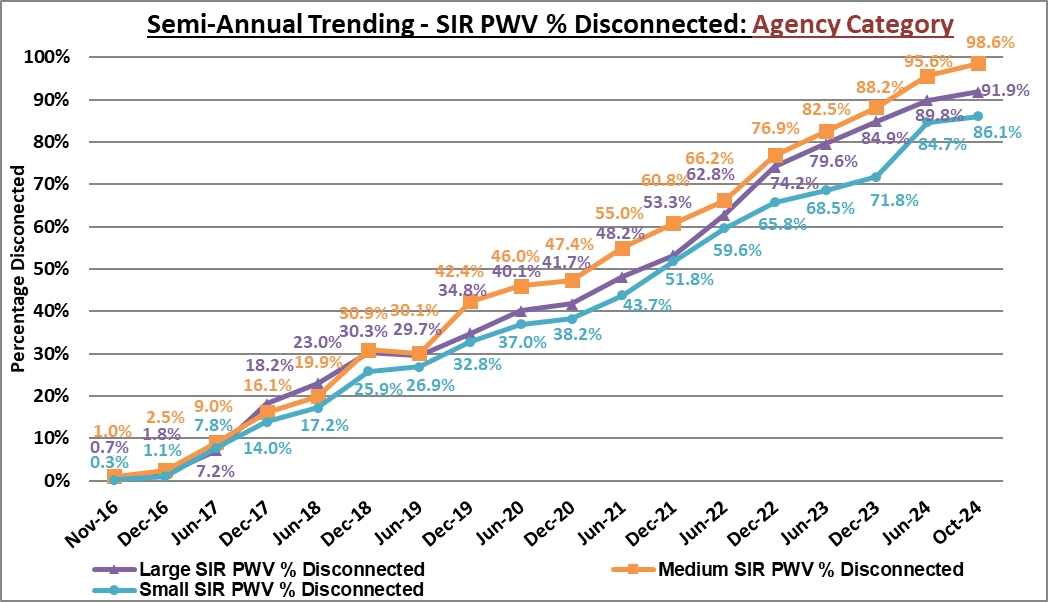 Semi-Annual Trending - SIR PWV % Disconnected: Agency Category
Percentage Disconected
100%
90%
80%
70%
60%
50%
40%
30%
20%
10%
0%
1.0% 2.5% 9.0% 16.1% 19.9% 30.9% 30.1% 42.4% 46.0% 47.4% 55.0% 60.8% 66.2% 76.9% 82.5% 88.2% 95.6% 98.6%
0.7% 1.8% 7.2% 18.2% 23.0% 30.3% 29.7% 34.8% 40.1% 41.7% 48.2% 53.3% 62.8% 74.2% 79.6% 84.9% 89.8% 91.9%
0.3% 1.1% 7.8% 14.0% 17.2% 25.9% 26.9% 32.8% 37.0% 38.2% 43.7% 51.8% 59.6% 65.8% 68.5% 71.8% 84.7% 86.1%
Nov-16 Dec-16 Jun-17 Dec-17 Jun-18 Dec-18 Jun-19 Dec-19 Jun-20 Dec-20 Jun-21 Dec-21 Jun-22 Dec-22 Jun-23 Dec-23 Jun-24 Oct-24
Large SIR PWV % Disconnected
Medium SIR PWV % Disconnected
Small SIR PWV % Disconnected